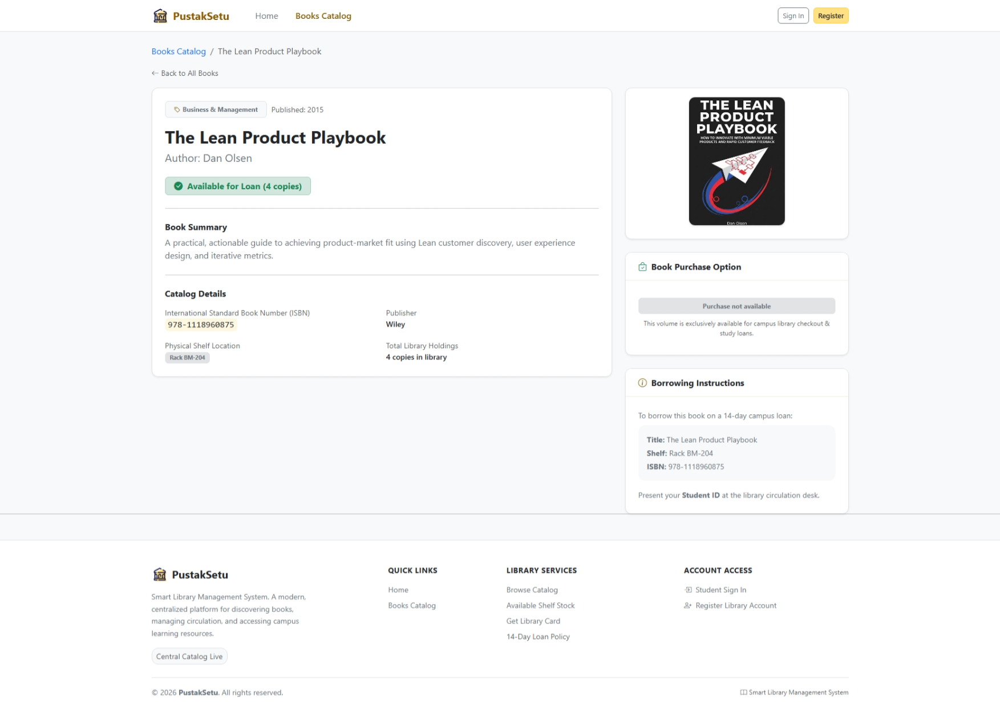 PustakSetu
Home
Books Catalog
Sign In
Register
Books Catalog / The Lean Product Playbook
← Back to All Books
Business & Management
Published: 2015
The Lean Product Playbook
Author: Dan Olsen
Available for Loan (4 copies)
Book Summary
A practical, actionable guide to achieving product-market fit using Lean customer discovery, user experience
design, and iterative metrics.
Catalog Details
International Standard Book Number (ISBN)
978-1118960875
Publisher
Wiley
Physical Shelf Location
Rack BM-204
Total Library Holdings
4 copies in library
THE LEAN
PRODUCT
PLAYBOOK
HOW TO INNOVATE WITH MINIMUM VIABLE
PRODUCTS AND RAPID CUSTOMER FEEDBACK
Dan Olsen
Book Purchase Option
Purchase not available
This volume is exclusively available for campus library checkout &
study loans.
Borrowing Instructions
To borrow this book on a 14-day campus loan:
Title: The Lean Product Playbook
Shelf: Rack BM-204
ISBN: 978-1118960875
Present your Student ID at the library circulation desk.
PustakSetu
Smart Library Management System. A modern,
centralized platform for discovering books,
managing circulation, and accessing campus
learning resources.
Central Catalog Live
QUICK LINKS
Home
Books Catalog
LIBRARY SERVICES
Browse Catalog
Available Shelf Stock
Get Library Card
14-Day Loan Policy
ACCOUNT ACCESS
Student Sign In
Register Library Account
© 2026 PustakSetu. All rights reserved.
Smart Library Management System